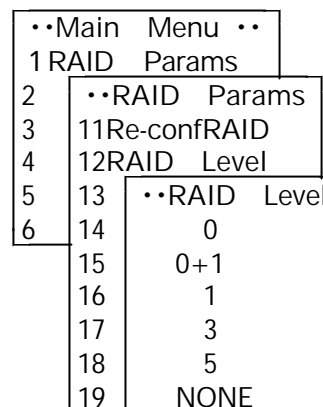 ••Main Menu ••
1 RAID Params
2 ••RAID Params
3 11Re-confRAID
4 12RAID Level
5 13 ••RAID Level
6 14 0
15 0+1
16 1
17 3
18 5
19 NONE